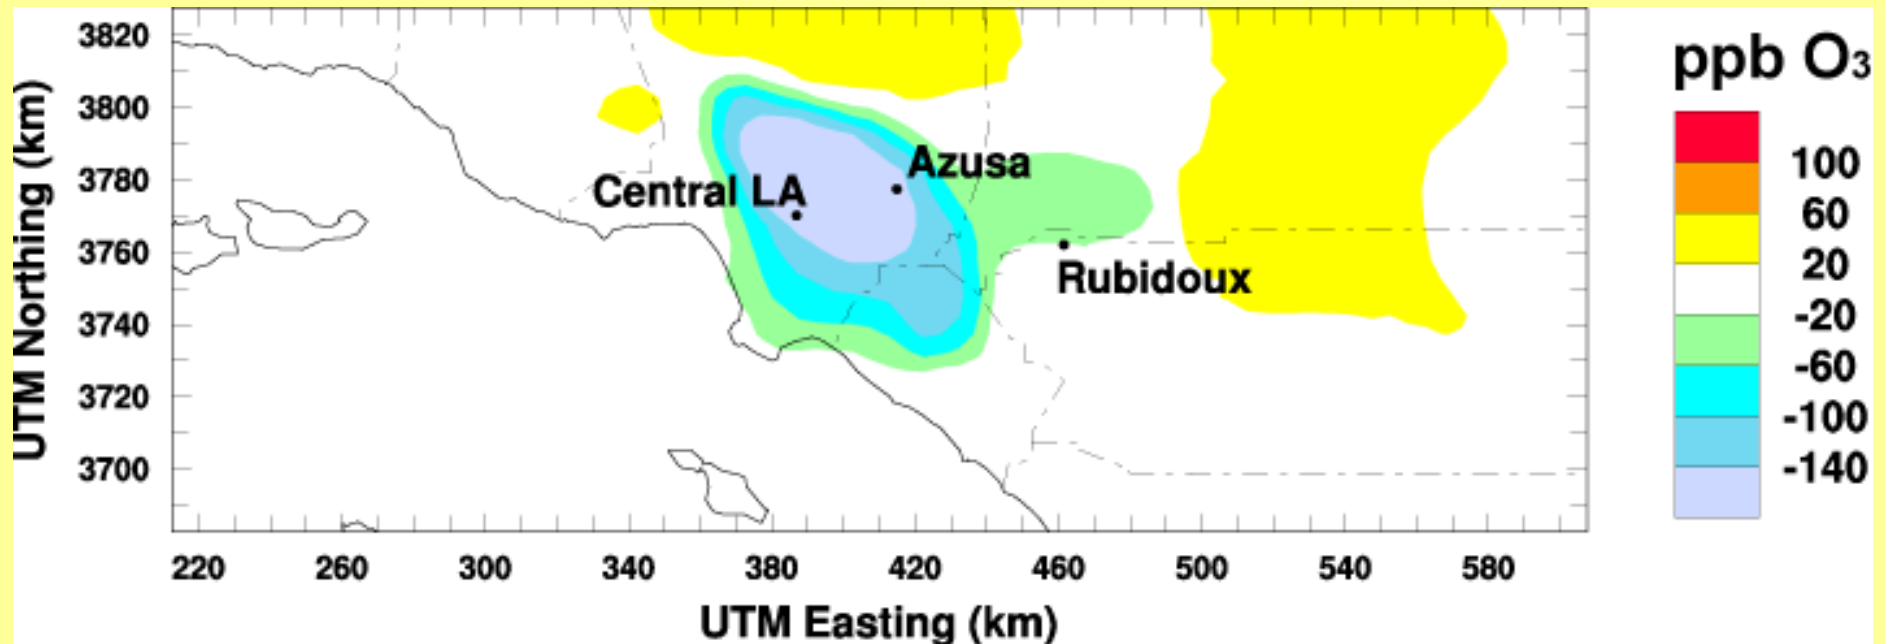 UTM Northing (km)
3820
3800
3780
3760
3740
3720
3700
Azusa
Central LA
Rubidoux
220 260 300 340 380 420 460 500 540 580
UTM Easting (km)
ppb O₃
100
60
20
-20
-60
-100
-140